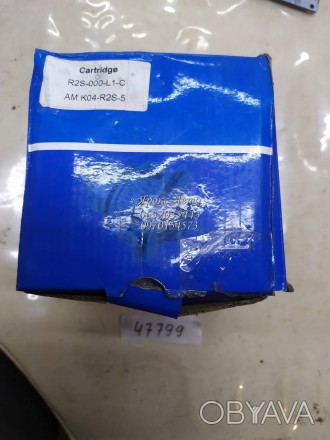 Cartridge
R2S-000-L1-C
AM.K04-R2S-5
47799
OBYAVA